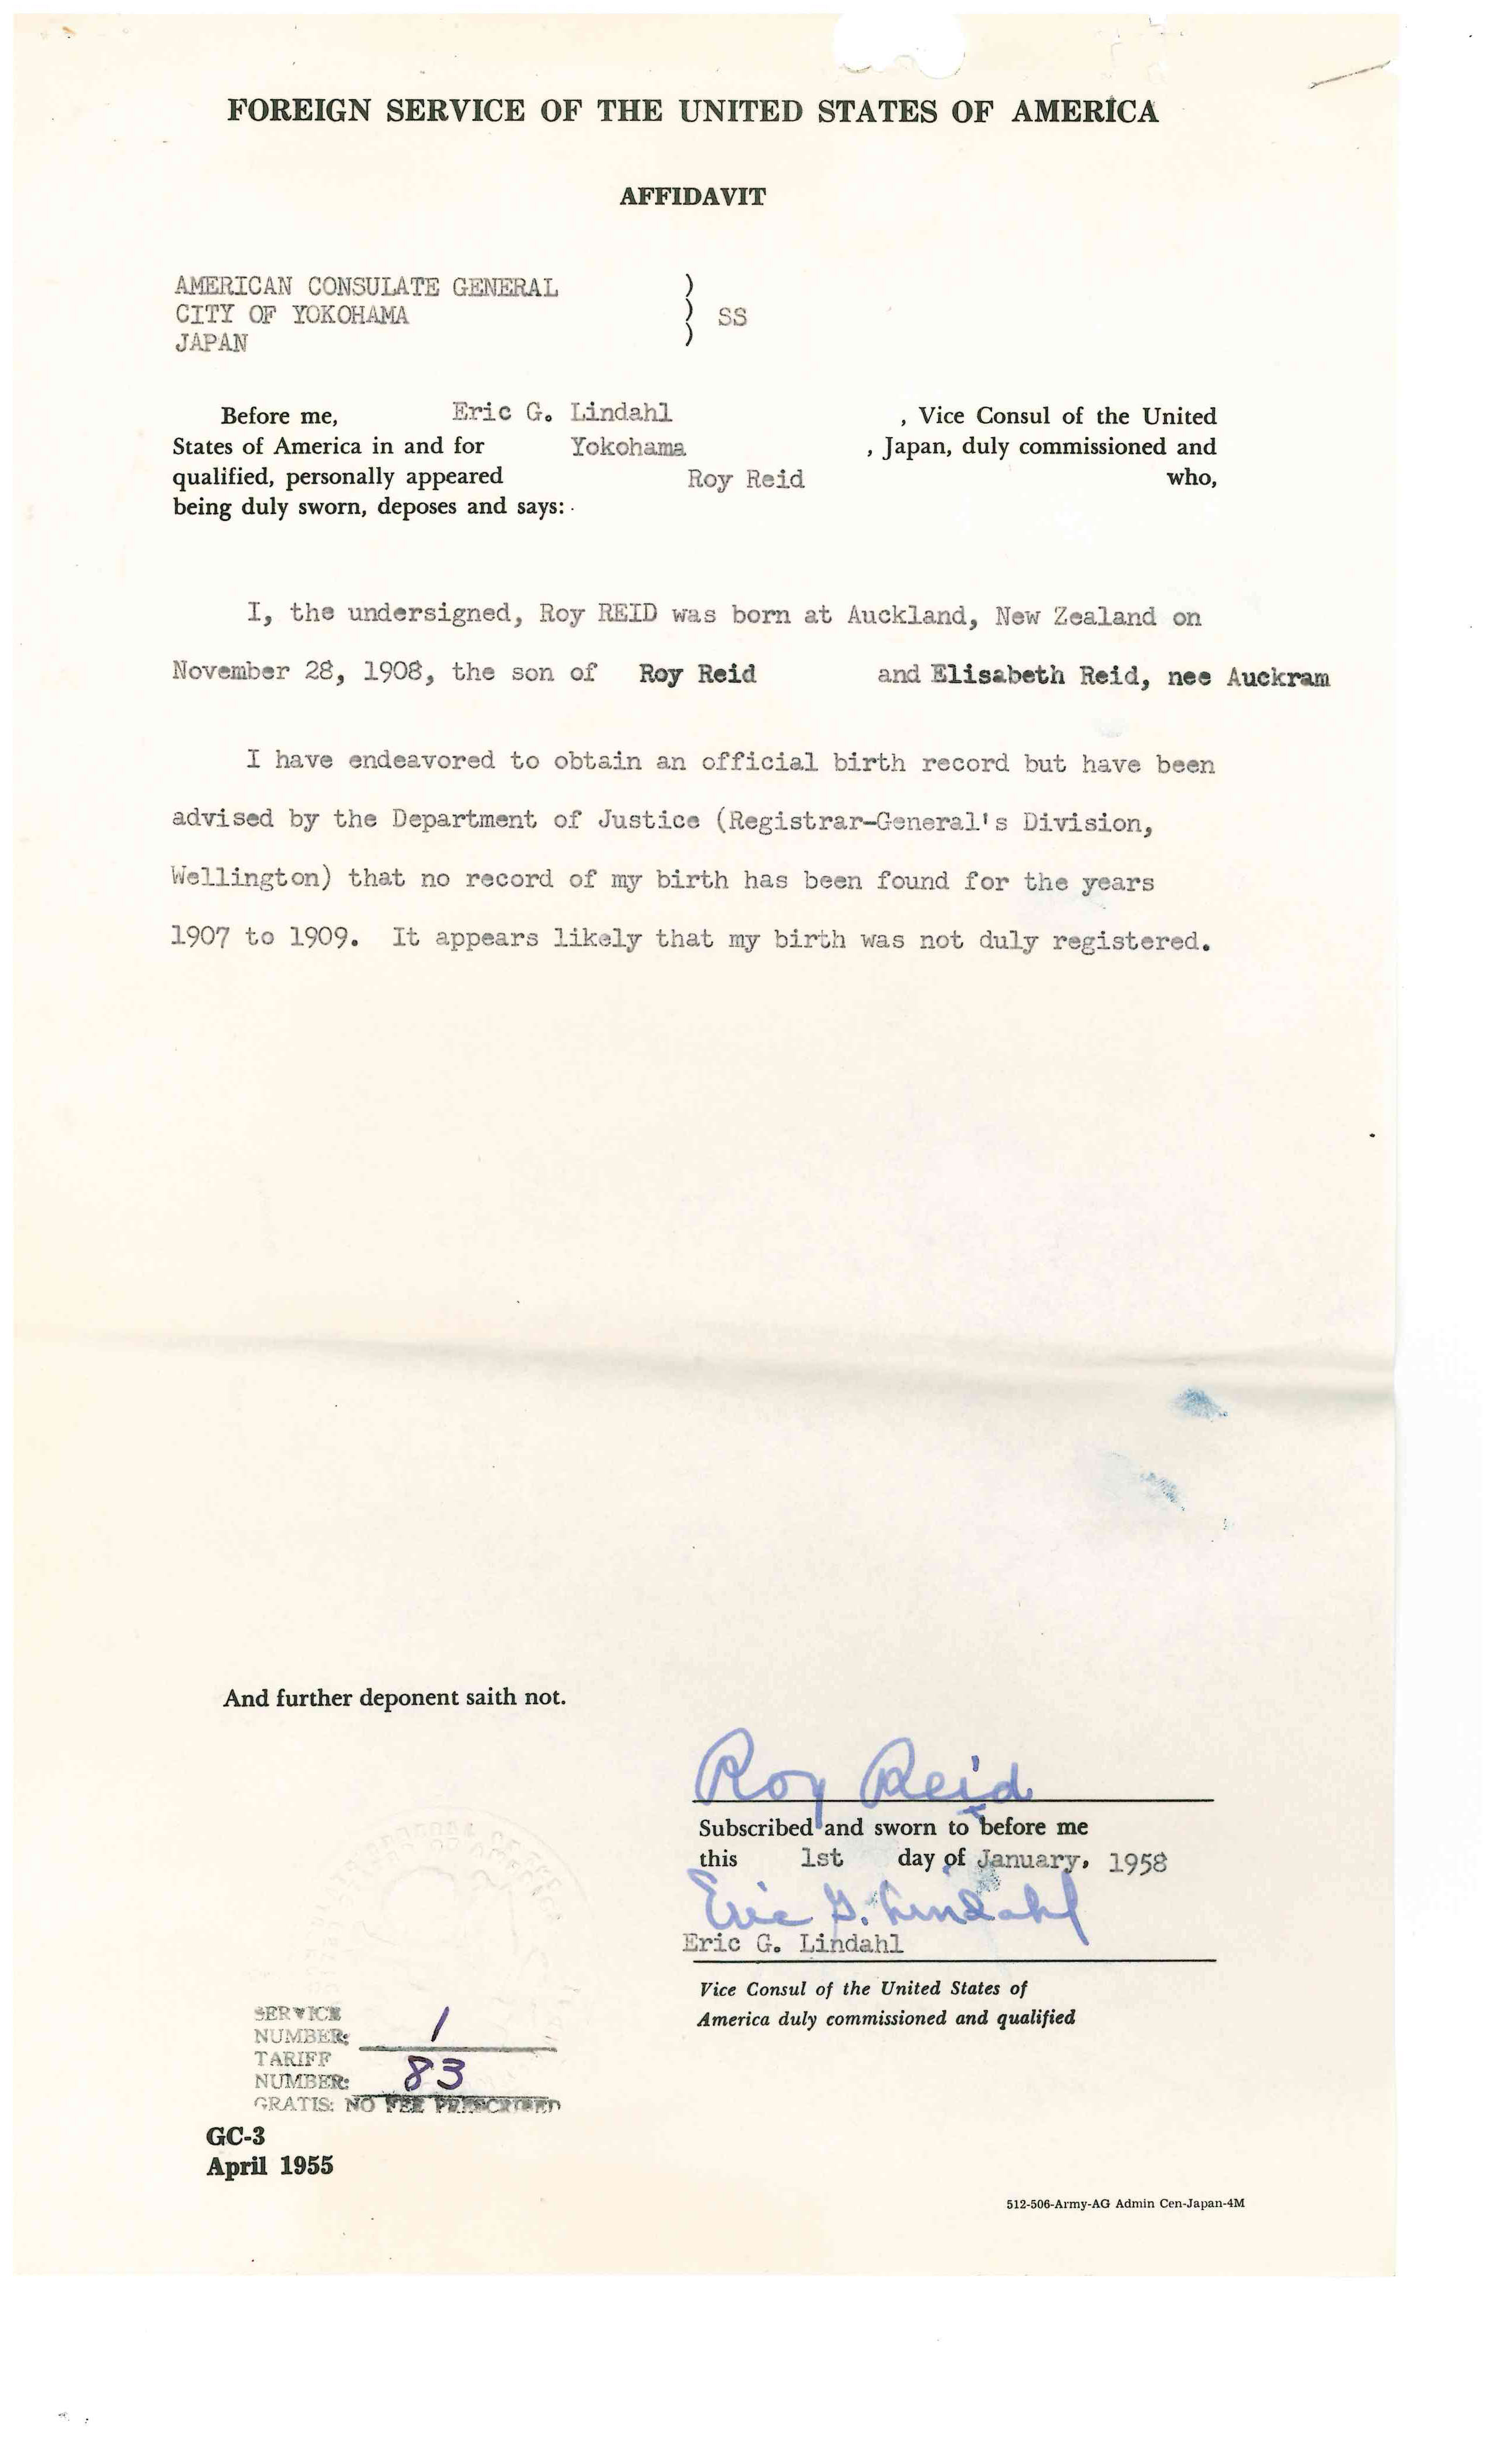 FOREIGN SERVICE OF THE UNITED STATES OF AMERICA
AFFIDAVIT
AMERICAN CONSULATE GENERAL )
CITY OF YOKOHAMA ) SS
JAPAN )
Before me, Eric G. Lindahl , Vice Consul of the United
States of America in and for Yokohama , Japan, duly commissioned and
qualified, personally appeared Roy Reid who,
being duly sworn, deposes and says:
I, the undersigned, Roy REID was born at Auckland, New Zealand on
November 28, 1908, the son of Roy Reid and Elisabeth Reid, nee Auckram
I have endeavored to obtain an official birth record but have been
advised by the Department of Justice (Registrar-General's Division,
Wellington) that no record of my birth has been found for the years
1907 to 1909. It appears likely that my birth was not duly registered.
And further deponent saith not.
Roy Reid
Subscribed and sworn to before me
this 1st day of January, 1958
Eric G. Lindahl
Eric G. Lindahl
Vice Consul of the United States of
America duly commissioned and qualified
SERVICE
NUMBER: 1
TARIFF
NUMBER: 83
GRATIS: NO FEE PRESCRIBED
GC-3
April 1955
512-506-Army-AG Admin Cen-Japan-4M